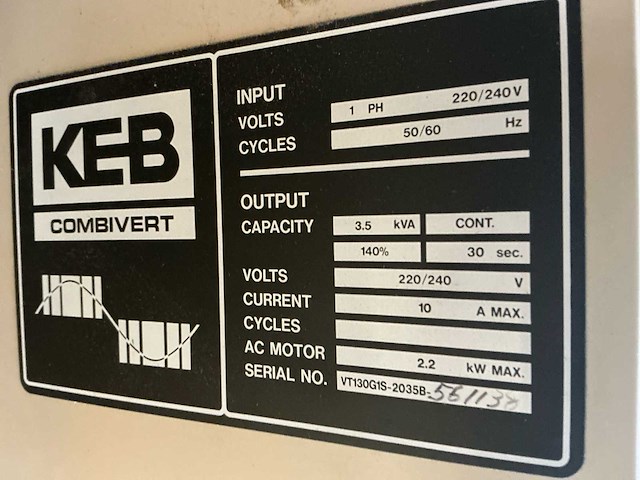 KEB
COMBIVERT
INPUT
VOLTS 1 PH 220/240V
CYCLES 50/60 Hz
OUTPUT
CAPACITY 3.5 kVA CONT.
140% 30 sec.
VOLTS 220/240 V
CURRENT 10 A MAX.
CYCLES
AC MOTOR 2.2 kW MAX.
SERIAL NO. VT130G1S-2035B-561138